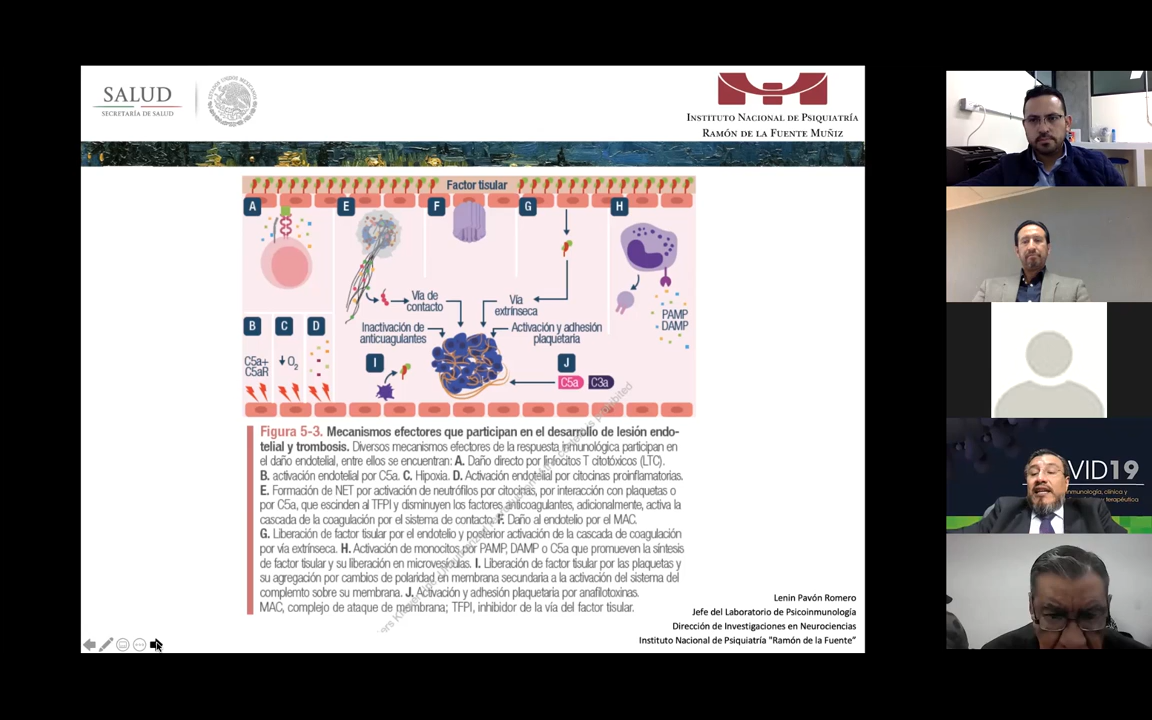 SALUD
SECRETARÍA DE SALUD
INSTITUTO NACIONAL DE PSIQUIATRÍA
RAMÓN DE LA FUENTE MUÑIZ
Factor tisular
A
E
F
G
H
Vía de
contacto
Vía
extrínseca
PAMP
DAMP
B
C
D
Inactivación de
anticuagulantes
Activación y adhesión
plaquetaria
C5a+
C5aR
↓O2
I
J
C5a
C3a
Figura 5-3. Mecanismos efectores que participan en el desarrollo de lesión endo-
telial y trombosis. Diversos mecanismos efectores de la respuesta inmunológica participan en
el daño endotelial, entre ellos se encuentran: A. Daño directo por linfocitos T citotóxicos (LTC).
B. activación endotelial por C5a. C. Hipoxia. D. Activación endotelial por citocinas proinflamatorias.
E. Formación de NET por activación de neutrófilos por citocinas, por interacción con plaquetas o
por C5a, que escinden al TFPI y disminuyen los factores anticoagulantes, adicionalmente, activa la
cascada de la coagulación por el sistema de contacto. F. Daño al endotelio por el MAC.
G. Liberación de factor tisular por el endotelio y posterior activación de la cascada de coagulación
por vía extrínseca. H. Activación de monocitos por PAMP, DAMP o C5a que promueven la síntesis
de factor tisular y su liberación en microvesículas. I. Liberación de factor tisular por las plaquetas y
su agregación por cambios de polaridad en membrana secundaria a la activación del sistema del
complemto sobre su membrana. J. Activación y adhesión plaquetaria por anafilotoxinas.
MAC, complejo de ataque de membrana; TFPI, inhibidor de la vía del factor tisular.
Lenin Pavón Romero
Jefe del Laboratorio de Psicoinmunología
Dirección de Investigaciones en Neurociencias
Instituto Nacional de Psiquiatría "Ramón de la Fuente"
VID19
nmunología, clínica y
terapéutica